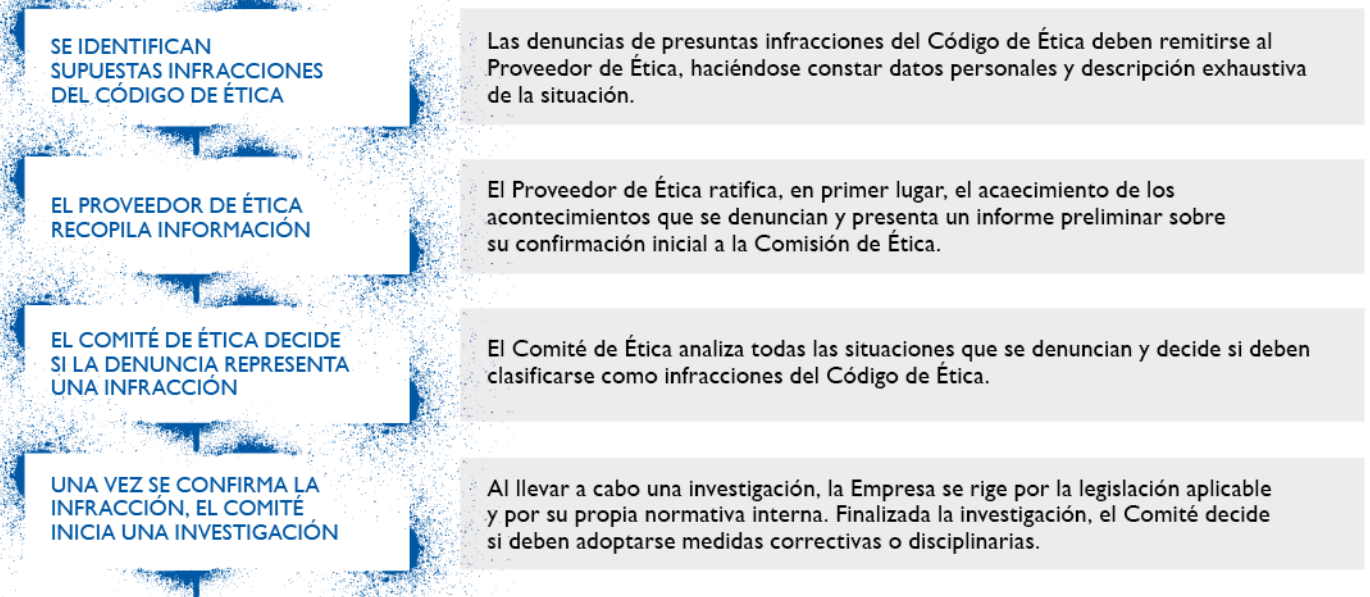 SE IDENTIFICAN
SUPUESTAS INFRACCIONES
DEL CÓDIGO DE ÉTICA
Las denuncias de presuntas infracciones del Código de Ética deben remitirse al
Proveedor de Ética, haciéndose constar datos personales y descripción exhaustiva
de la situación.
EL PROVEEDOR DE ÉTICA
RECOPILA INFORMACIÓN
El Proveedor de Ética ratifica, en primer lugar, el acaecimiento de los
acontecimientos que se denuncian y presenta un informe preliminar sobre
su confirmación inicial a la Comisión de Ética.
EL COMITÉ DE ÉTICA DECIDE
SI LA DENUNCIA REPRESENTA
UNA INFRACCIÓN
El Comité de Ética analiza todas las situaciones que se denuncian y decide si deben
clasificarse como infracciones del Código de Ética.
UNA VEZ SE CONFIRMA LA
INFRACCIÓN, EL COMITÉ
INICIA UNA INVESTIGACIÓN
Al llevar a cabo una investigación, la Empresa se rige por la legislación aplicable
y por su propia normativa interna. Finalizada la investigación, el Comité decide
si deben adoptarse medidas correctivas o disciplinarias.